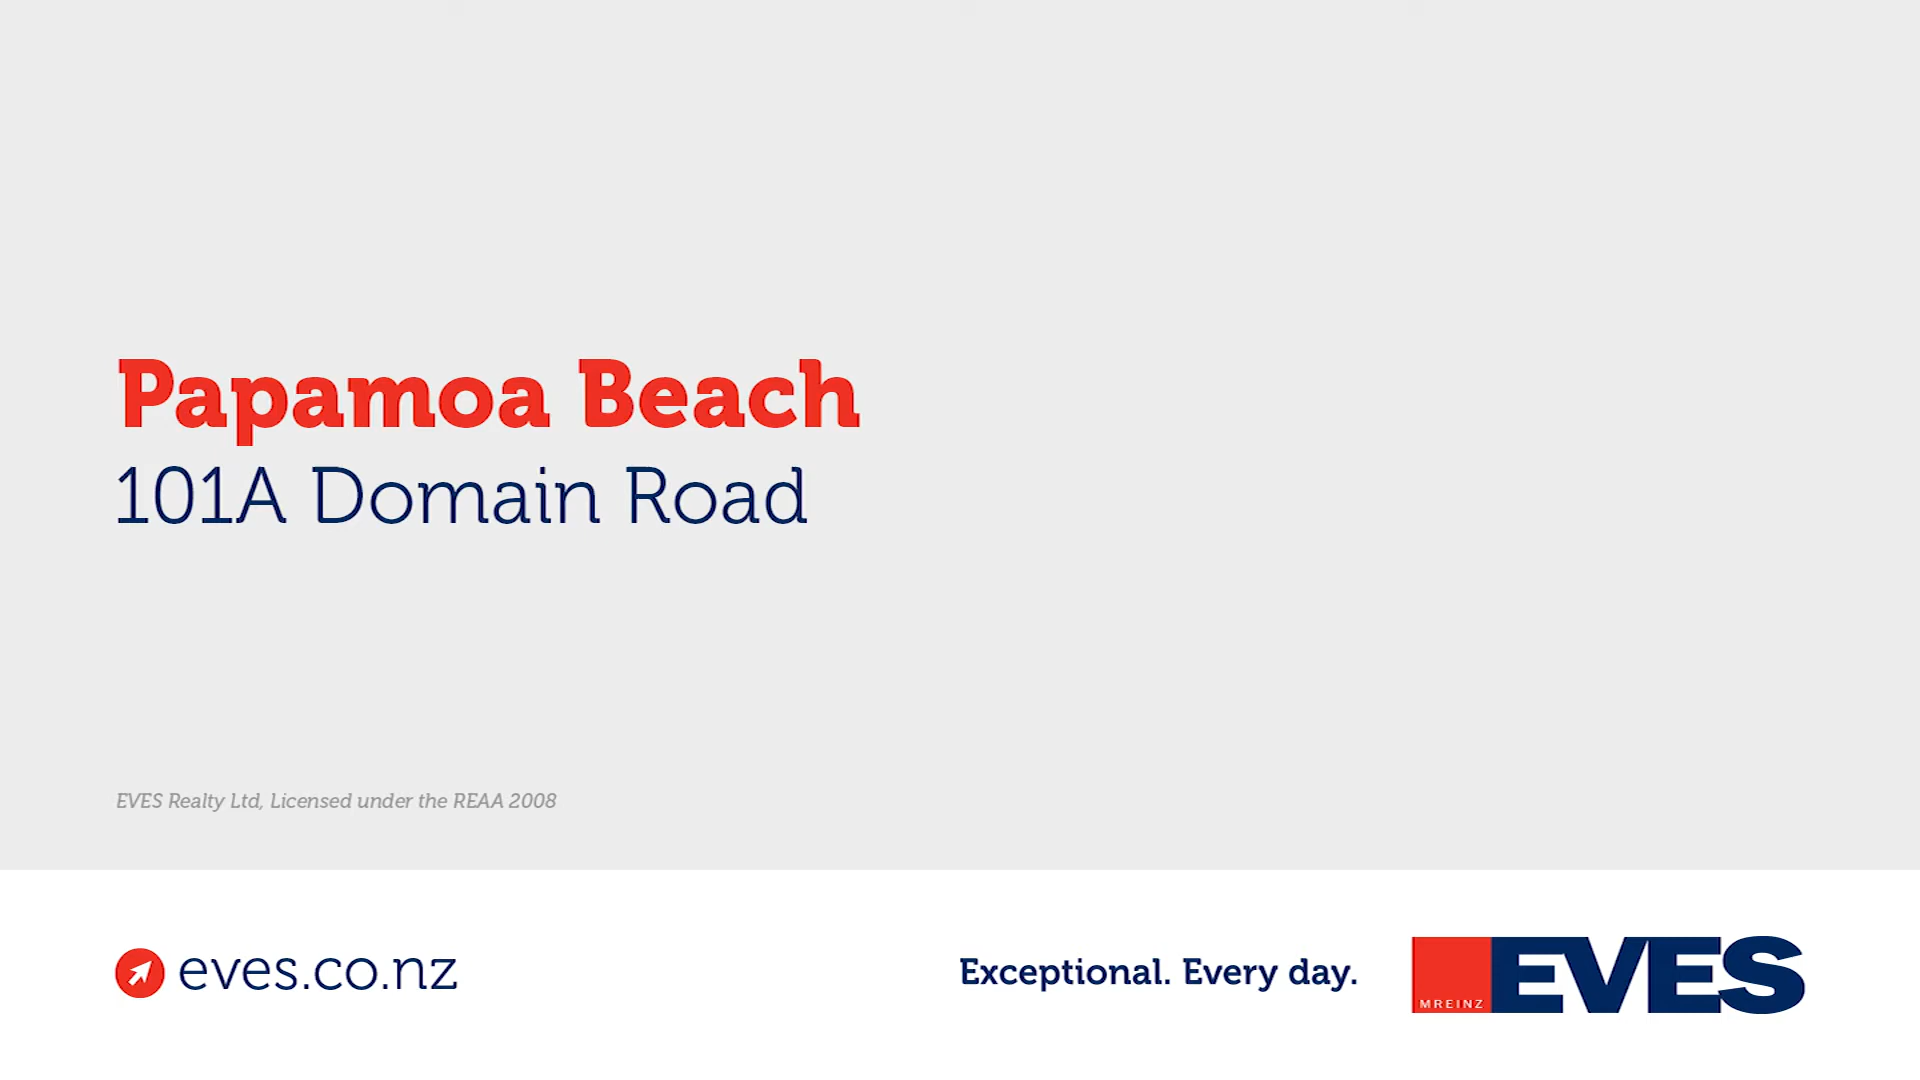 Papamoa Beach
101A Domain Road
EVES Realty Ltd, Licensed under the REAA 2008
eves.co.nz
Exceptional. Every day.
MREINZ EVES